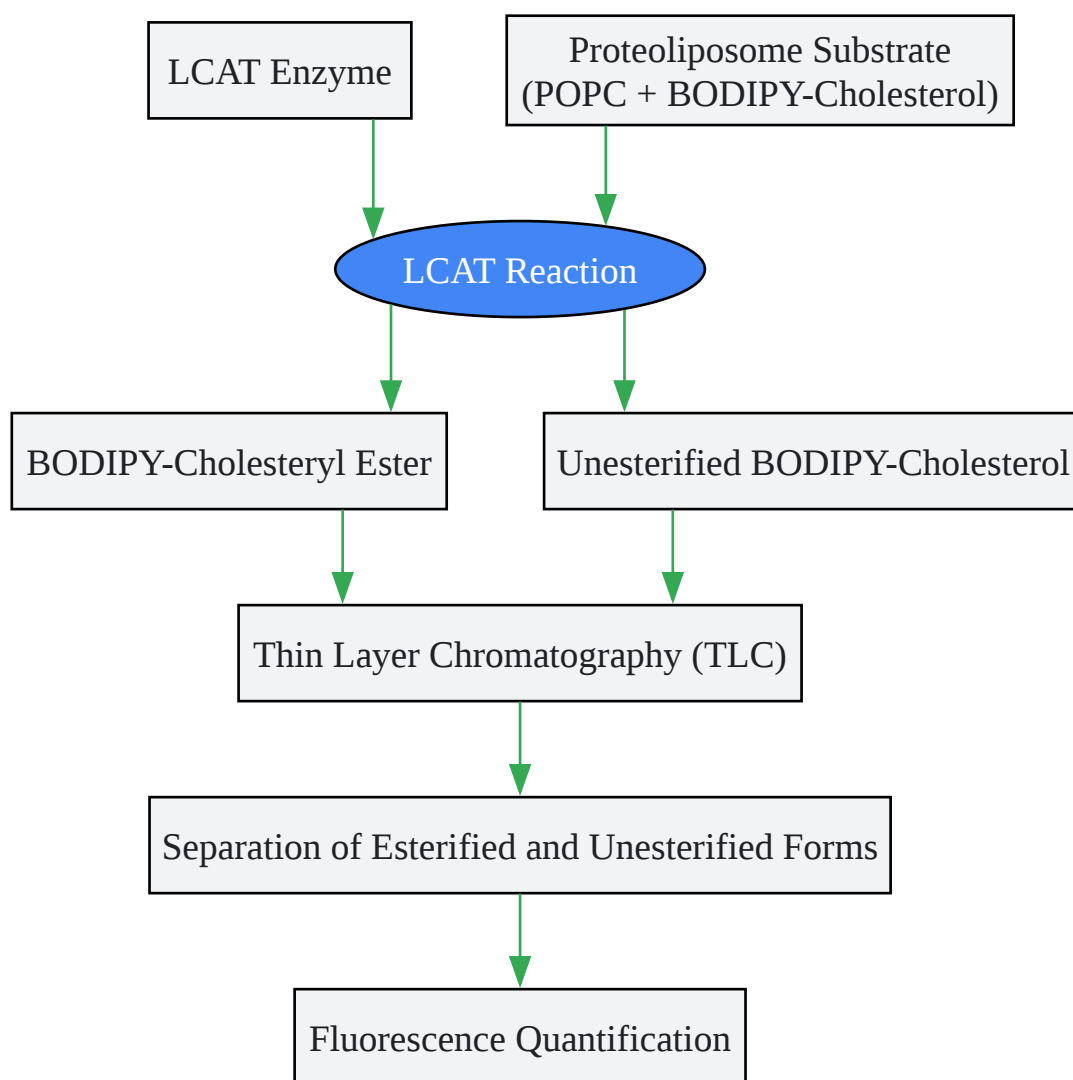 LCAT Enzyme
Proteoliposome Substrate
(POPC + BODIPY-Cholesterol)
LCAT Reaction
BODIPY-Cholesteryl Ester
Unesterified BODIPY-Cholesterol
Thin Layer Chromatography (TLC)
Separation of Esterified and Unesterified Forms
Fluorescence Quantification